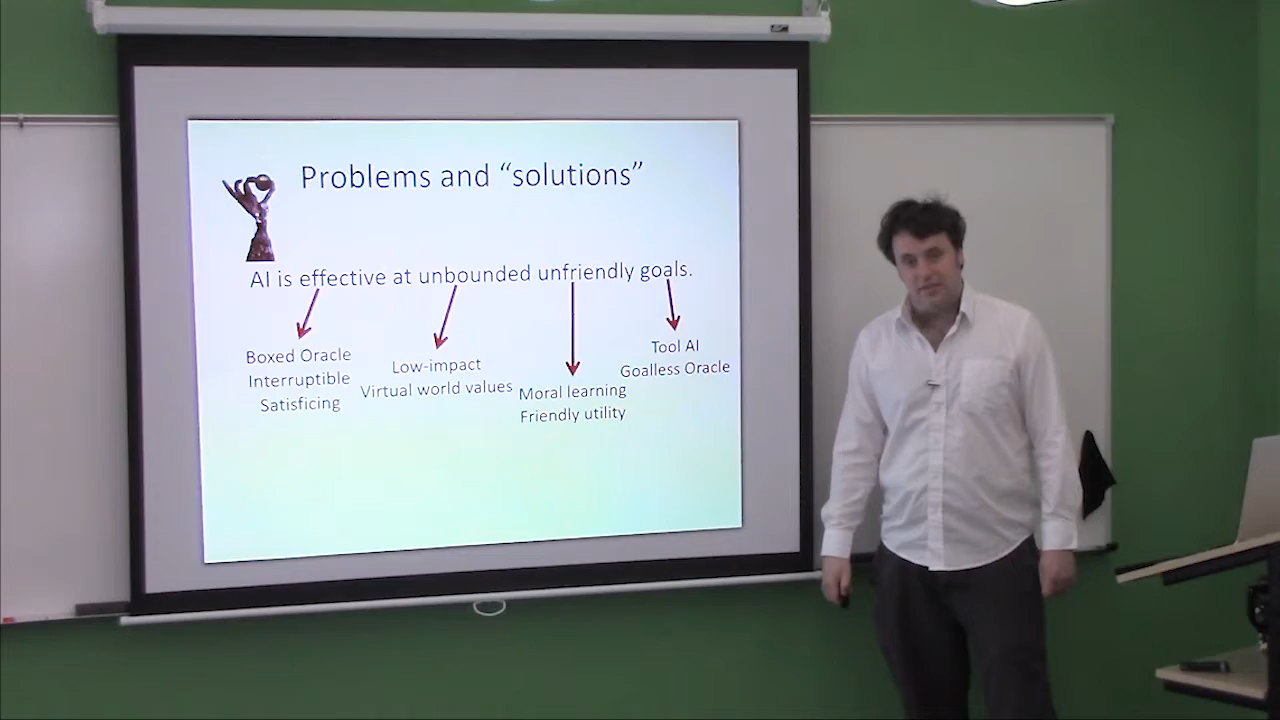 Problems and “solutions”
AI is effective at unbounded unfriendly goals.
Boxed Oracle
Interruptible
Satisficing
Low-impact
Virtual world values
Moral learning
Friendly utility
Tool AI
Goalless Oracle